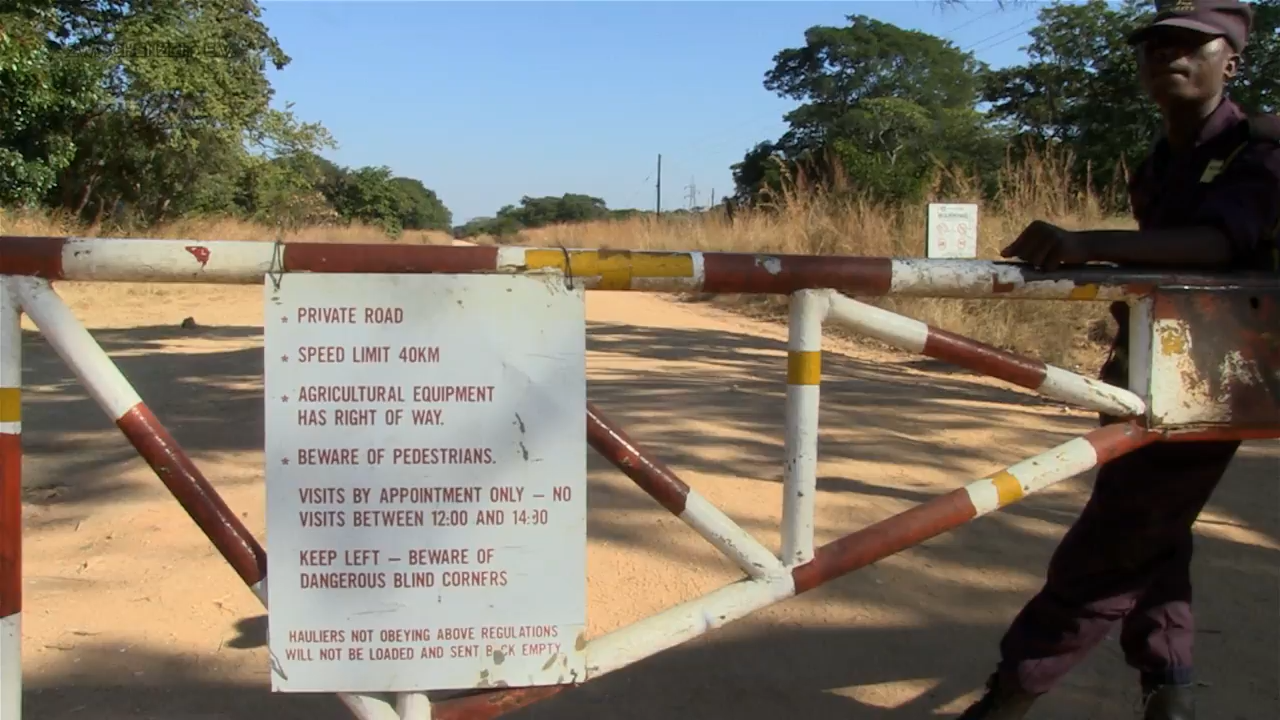 * PRIVATE ROAD
* SPEED LIMIT 40KM
* AGRICULTURAL EQUIPMENT
HAS RIGHT OF WAY.
* BEWARE OF PEDESTRIANS.
VISITS BY APPOINTMENT ONLY – NO
VISITS BETWEEN 12:00 AND 14:30
KEEP LEFT – BEWARE OF
DANGEROUS BLIND CORNERS
HAULIERS NOT OBEYING ABOVE REGULATIONS
WILL NOT BE LOADED AND SENT B CK EMPTY.